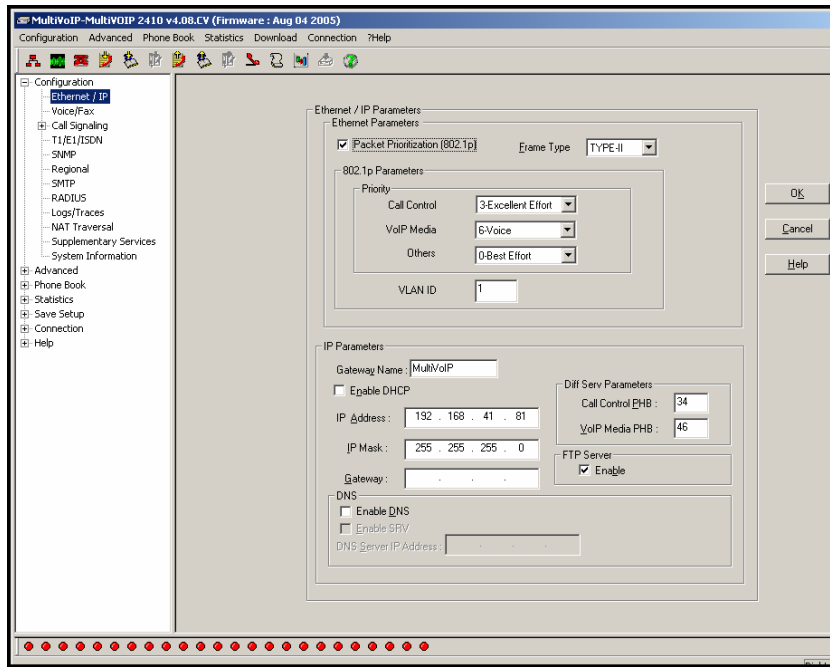 MultiVoIP-MultiVOIP 2410 v4.08.CV (Firmware : Aug 04 2005)
Configuration Advanced Phone Book Statistics Download Connection ?Help
Configuration
Ethernet / IP
Voice/Fax
Call Signaling
T1/E1/ISDN
SNMP
Regional
SMTP
RADIUS
Logs/Traces
NAT Traversal
Supplementary Services
System Information
Advanced
Phone Book
Statistics
Save Setup
Connection
Help
Ethernet / IP Parameters
Ethernet Parameters
Packet Prioritization (802.1p)
Frame Type TYPE-II
802.1p Parameters
Priority
Call Control 3-Excellent Effort
VoIP Media 6-Voice
Others 0-Best Effort
VLAN ID 1
OK
Cancel
Help
IP Parameters
Gateway Name : MultiVoIP
Enable DHCP
IP Address : 192 . 168 . 41 . 81
IP Mask : 255 . 255 . 255 . 0
Gateway : . . .
Diff Serv Parameters
Call Control PHB : 34
VoIP Media PHB : 46
FTP Server
Enable
DNS
Enable DNS
Enable SRV
DNS Server IP Address : . . .